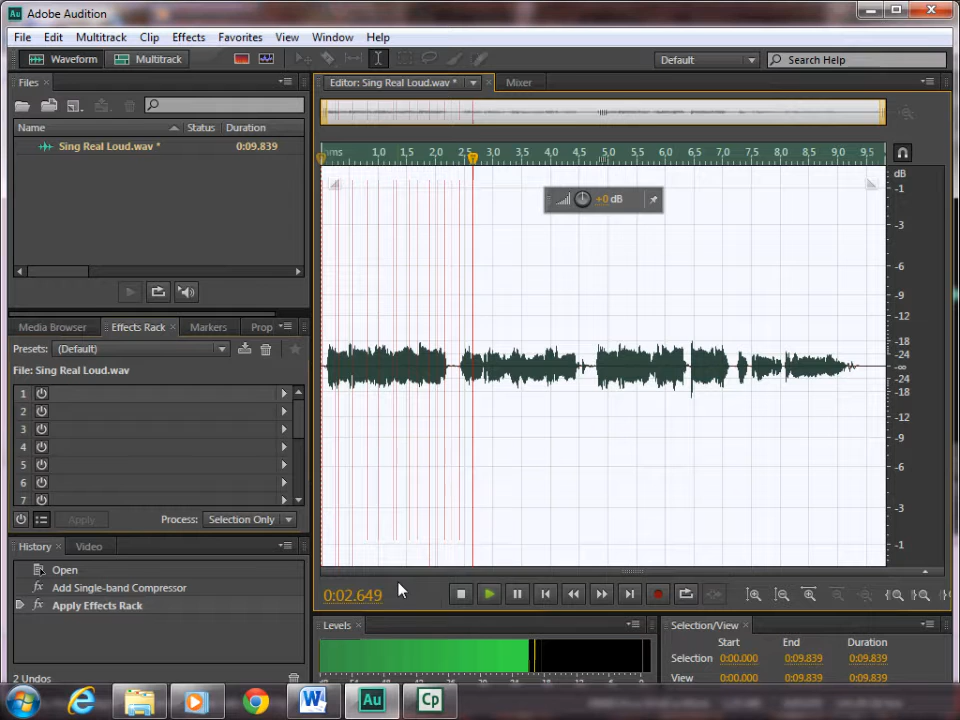 Au Adobe Audition
File Edit Multitrack Clip Effects Favorites View Window Help
Waveform Multitrack Default Search Help
Files
Name Status Duration
Sing Real Loud.wav * 0:09.839
Media Browser Effects Rack Markers Prop
Presets: (Default)
File: Sing Real Loud.wav
1
2
3
4
5
6
7
Apply Process: Selection Only
History Video
Open
fx Add Single-band Compressor
fx Apply Effects Rack
2 Undos
Editor: Sing Real Loud.wav * Mixer
hms 1,0 1,5 2,0 2,5 3,0 3,5 4,0 4,5 5,0 5,5 6,0 6,5 7,0 7,5 8,0 8,5 9,0 9,5
+0 dB
dB
-1
-3
-6
-9
-12
-18
-24
-∞
-24
-18
-12
-9
-6
-3
-1
0:02.649
Levels
Selection/View
Start End Duration
Selection 0:00.000 0:09.839 0:09.839
View 0:00.000 0:09.839 0:09.839
W Au Cp